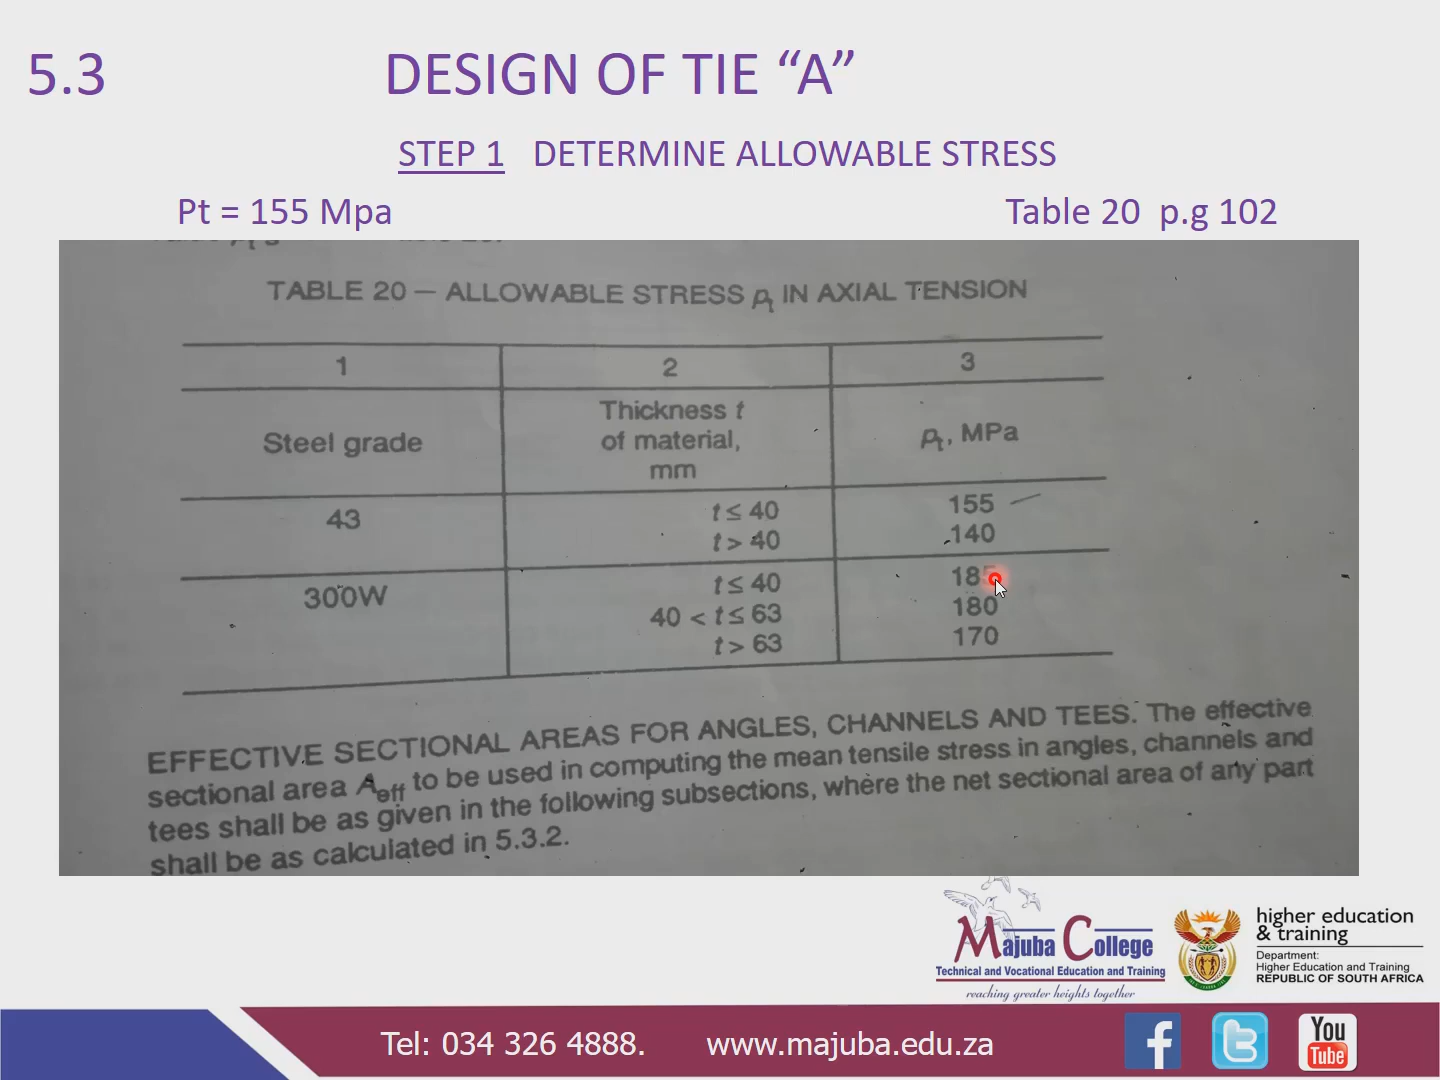 5.3 DESIGN OF TIE “A”
STEP 1 DETERMINE ALLOWABLE STRESS
Pt = 155 Mpa Table 20 p.g 102
TABLE 20 — ALLOWABLE STRESS pt IN AXIAL TENSION
1 2 3
Steel grade
Thickness t
of material,
mm
pt, MPa
43
t ≤ 40 155
t > 40 140
300W
t ≤ 40
40 < t ≤ 63 180
t > 63 170
EFFECTIVE SECTIONAL AREAS FOR ANGLES, CHANNELS AND TEES. The effective
sectional area Aeff to be used in computing the mean tensile stress in angles, channels and
tees shall be as given in the following subsections, where the net sectional area of any part
shall be as calculated in 5.3.2.
Majuba College
Technical and Vocational Education and Training
reaching greater heights together
higher education
& training
Department:
Higher Education and Training
REPUBLIC OF SOUTH AFRICA
Tel: 034 326 4888. www.majuba.edu.za
You
Tube